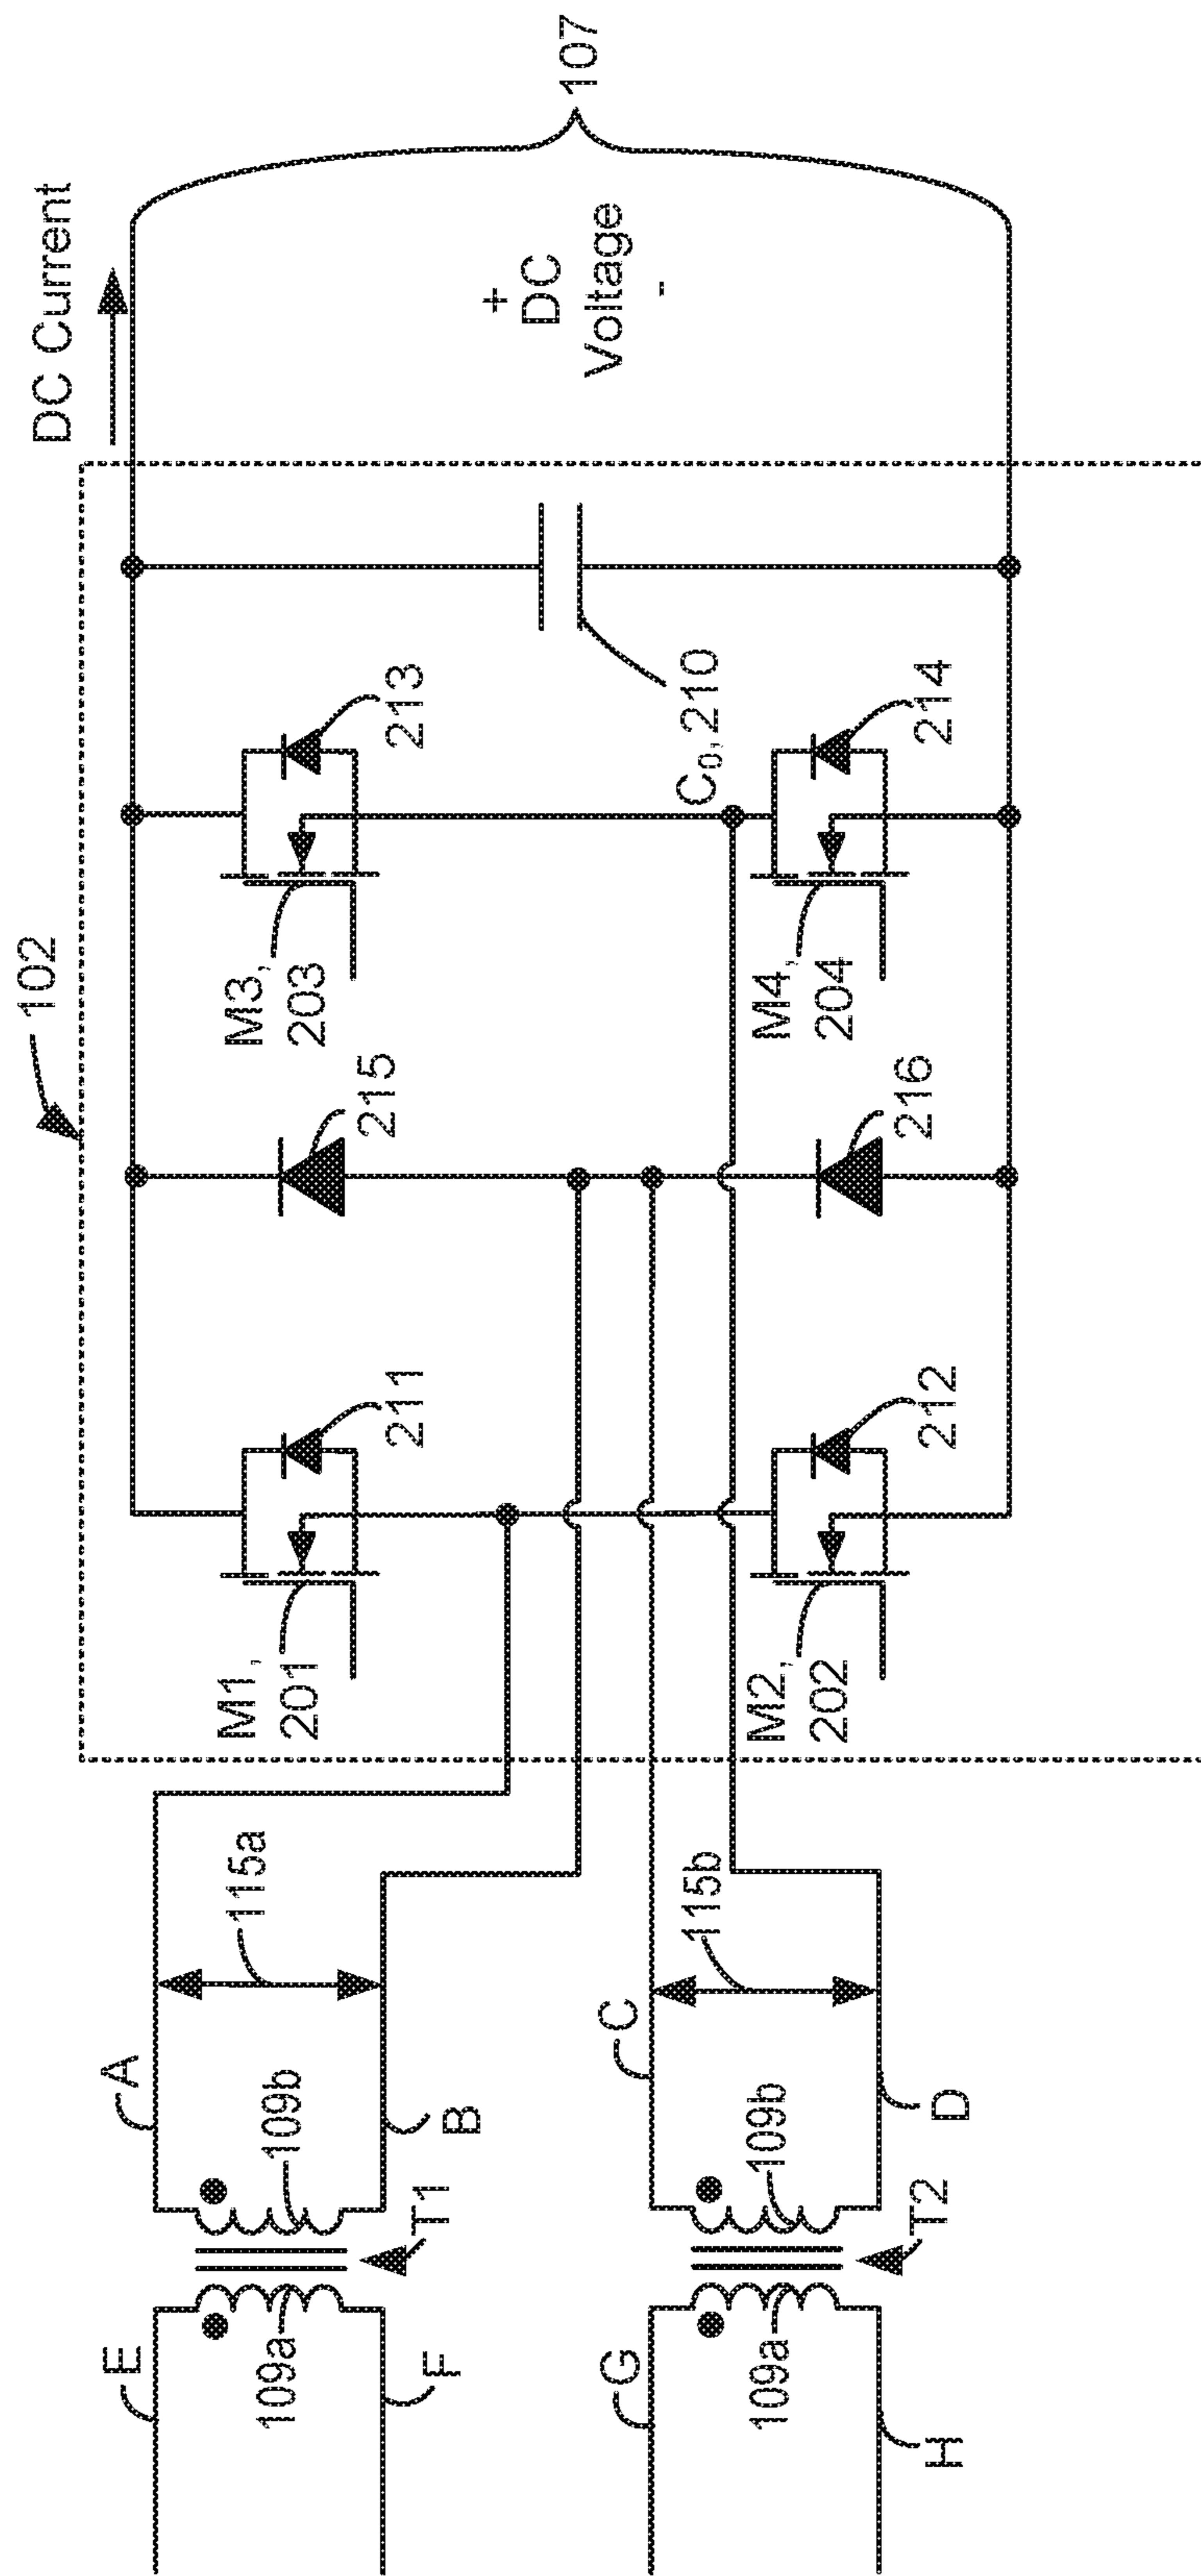 102
DC Current
E
A
M1,
201
211
215
M3,
203
213
109a
109b
115a
+
DC
Voltage
-
107
T1
F
B
G
C
C₀,210
115b
109a
109b
M2,
202
212
216
M4,
204
214
T2
H
D